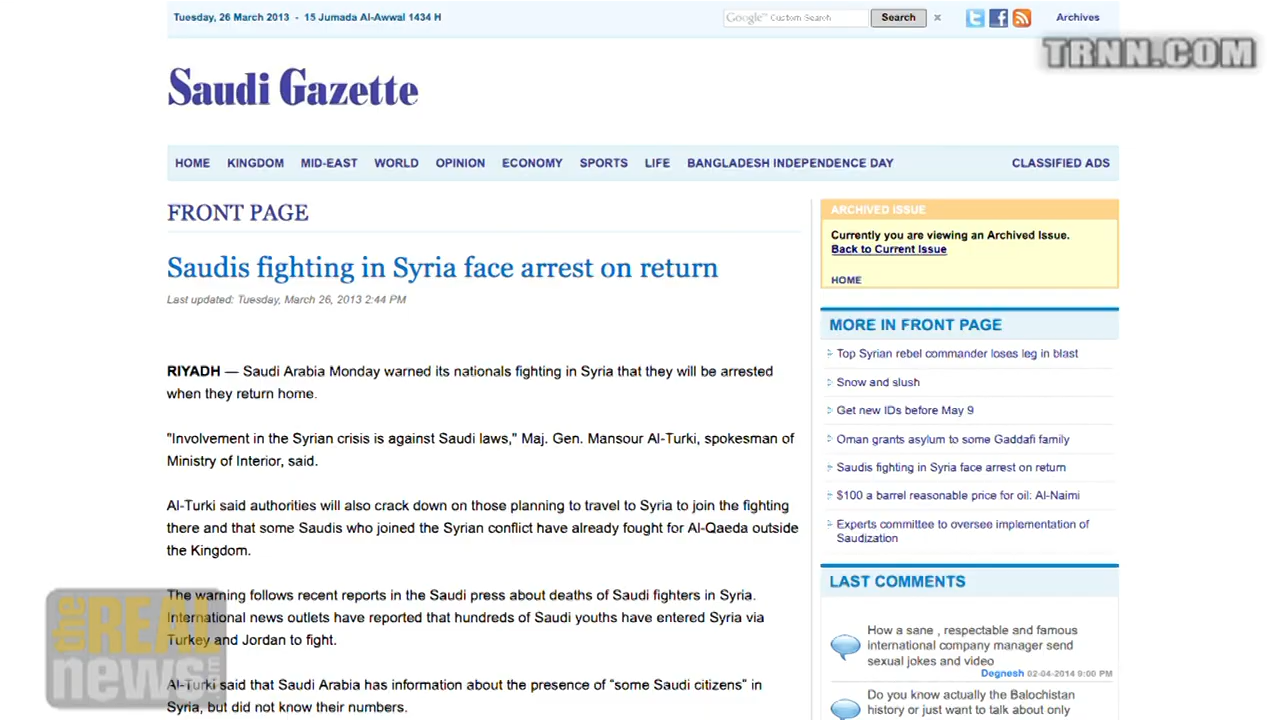 Tuesday, 26 March 2013 - 15 Jumada Al-Awwal 1434 H
Google™ Custom Search
Search
×
Archives
TRNN.COM
Saudi Gazette
HOME KINGDOM MID-EAST WORLD OPINION ECONOMY SPORTS LIFE BANGLADESH INDEPENDENCE DAY CLASSIFIED ADS
FRONT PAGE
Saudis fighting in Syria face arrest on return
Last updated: Tuesday, March 26, 2013 2:44 PM
RIYADH — Saudi Arabia Monday warned its nationals fighting in Syria that they will be arrested
when they return home.
"Involvement in the Syrian crisis is against Saudi laws," Maj. Gen. Mansour Al-Turki, spokesman of
Ministry of Interior, said.
Al-Turki said authorities will also crack down on those planning to travel to Syria to join the fighting
there and that some Saudis who joined the Syrian conflict have already fought for Al-Qaeda outside
the Kingdom.
The warning follows recent reports in the Saudi press about deaths of Saudi fighters in Syria.
International news outlets have reported that hundreds of Saudi youths have entered Syria via
Turkey and Jordan to fight.
Al-Turki said that Saudi Arabia has information about the presence of “some Saudi citizens” in
Syria, but did not know their numbers.
ARCHIVED ISSUE
Currently you are viewing an Archived Issue.
Back to Current Issue
HOME
MORE IN FRONT PAGE
Top Syrian rebel commander loses leg in blast
Snow and slush
Get new IDs before May 9
Oman grants asylum to some Gaddafi family
Saudis fighting in Syria face arrest on return
$100 a barrel reasonable price for oil: Al-Naimi
Experts committee to oversee implementation of
Saudization
LAST COMMENTS
How a sane , respectable and famous
international company manager send
sexual jokes and video
Degnesh 02-04-2014 9:00 PM
Do you know actually the Balochistan
history or just want to talk about only
the
REAL
news.com